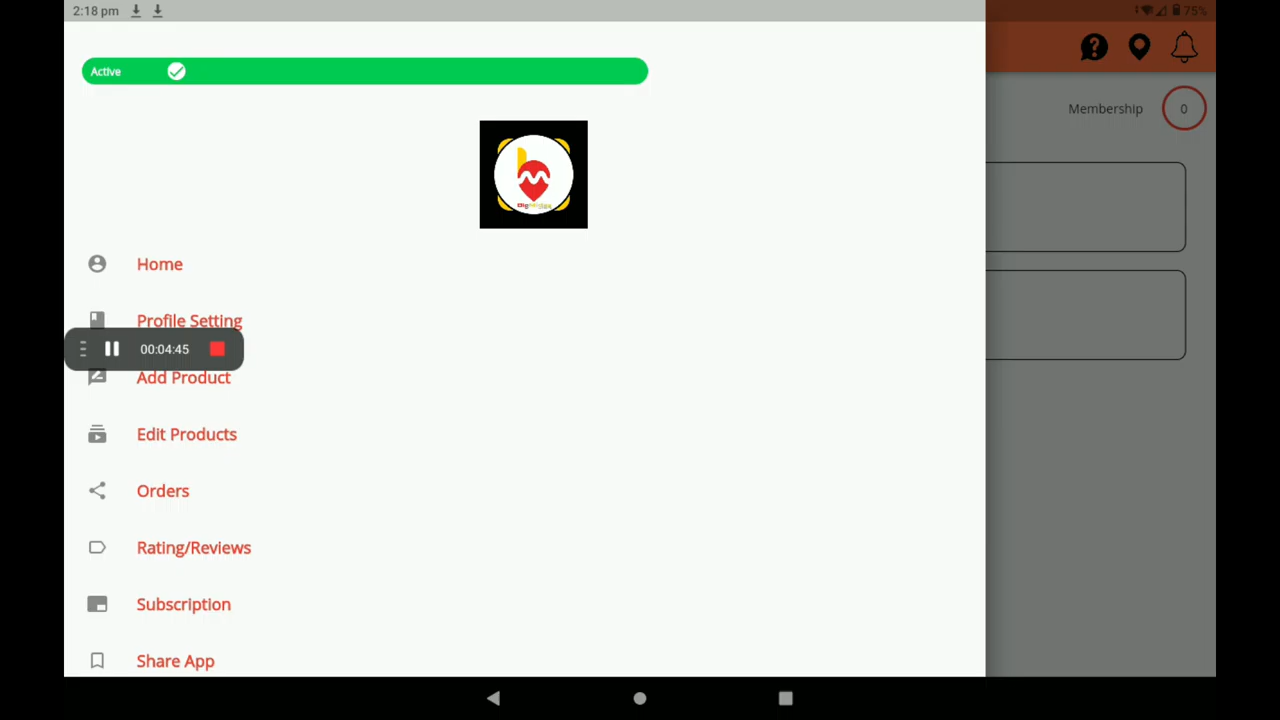 2:18 pm
75%
Active
Membership
0
Home
Profile Setting
00:04:45
Add Product
Edit Products
Orders
Rating/Reviews
Subscription
Share App